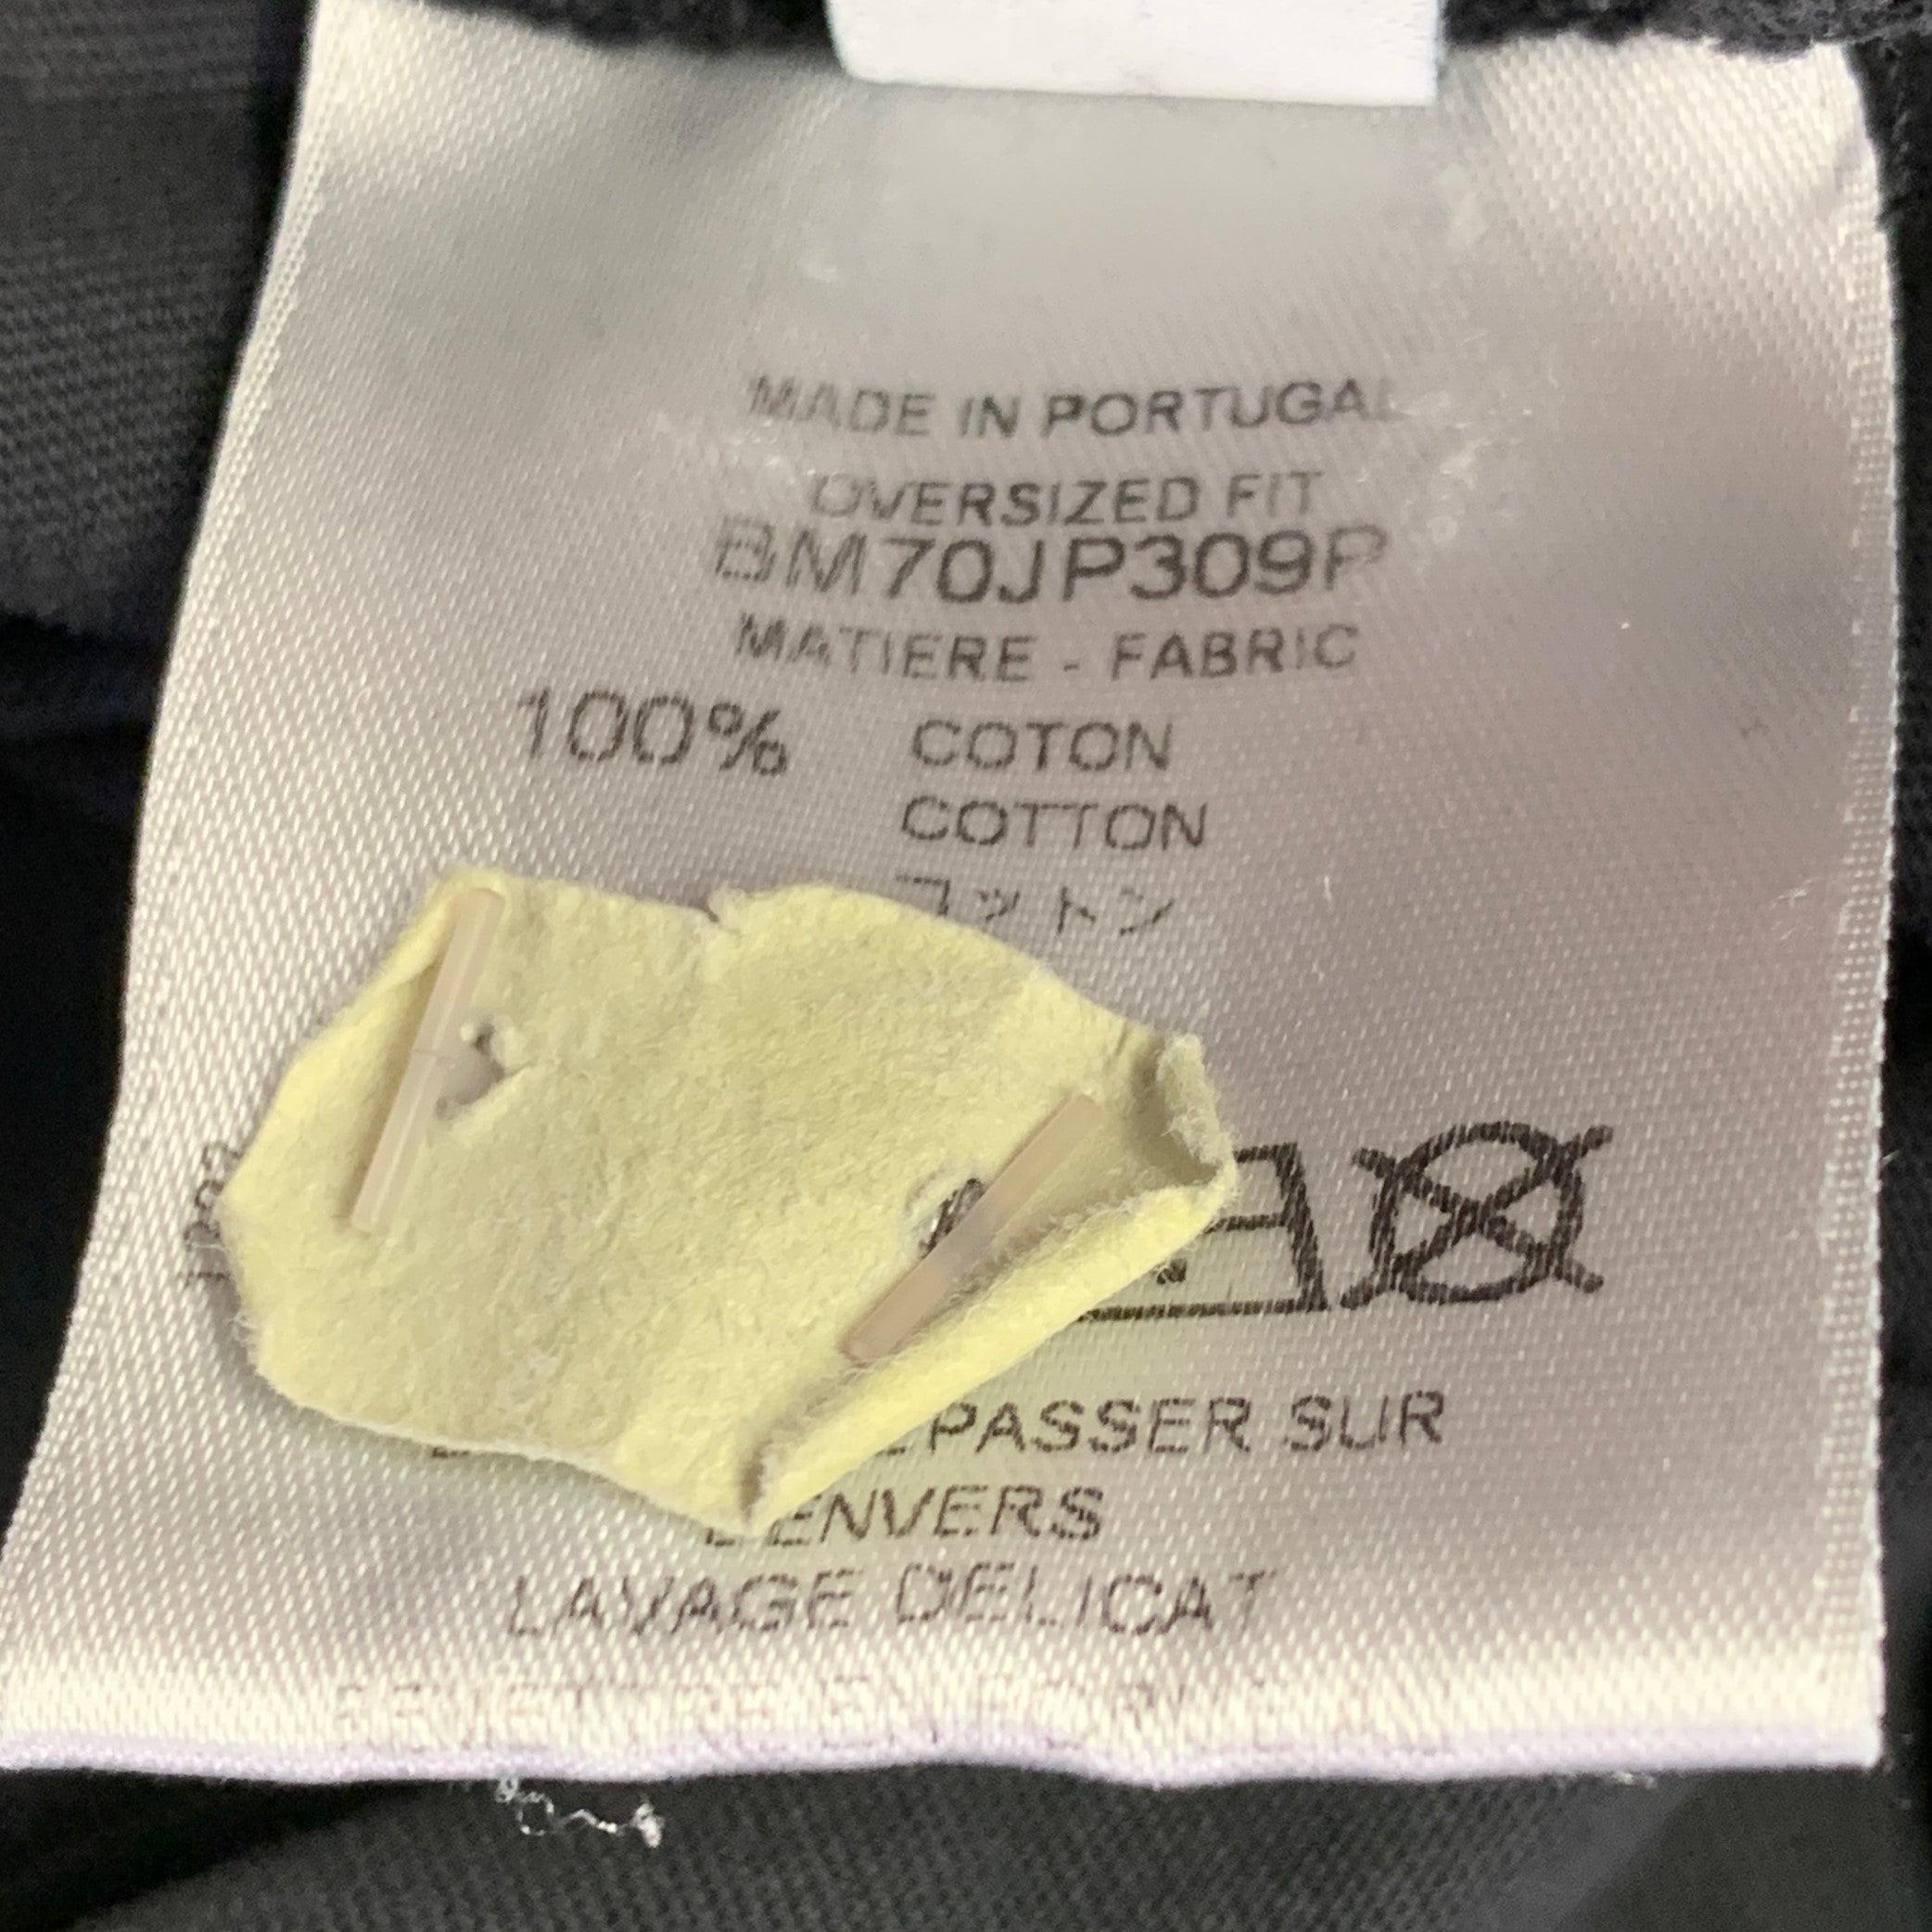 MADE IN PORTUGAL
OVERSIZED FIT
BM70JP309P
MATIERE - FABRIC
100% COTON
COTTON
コットン
PASSER SUR
L'ENVERS
LAVAGE DELICAT